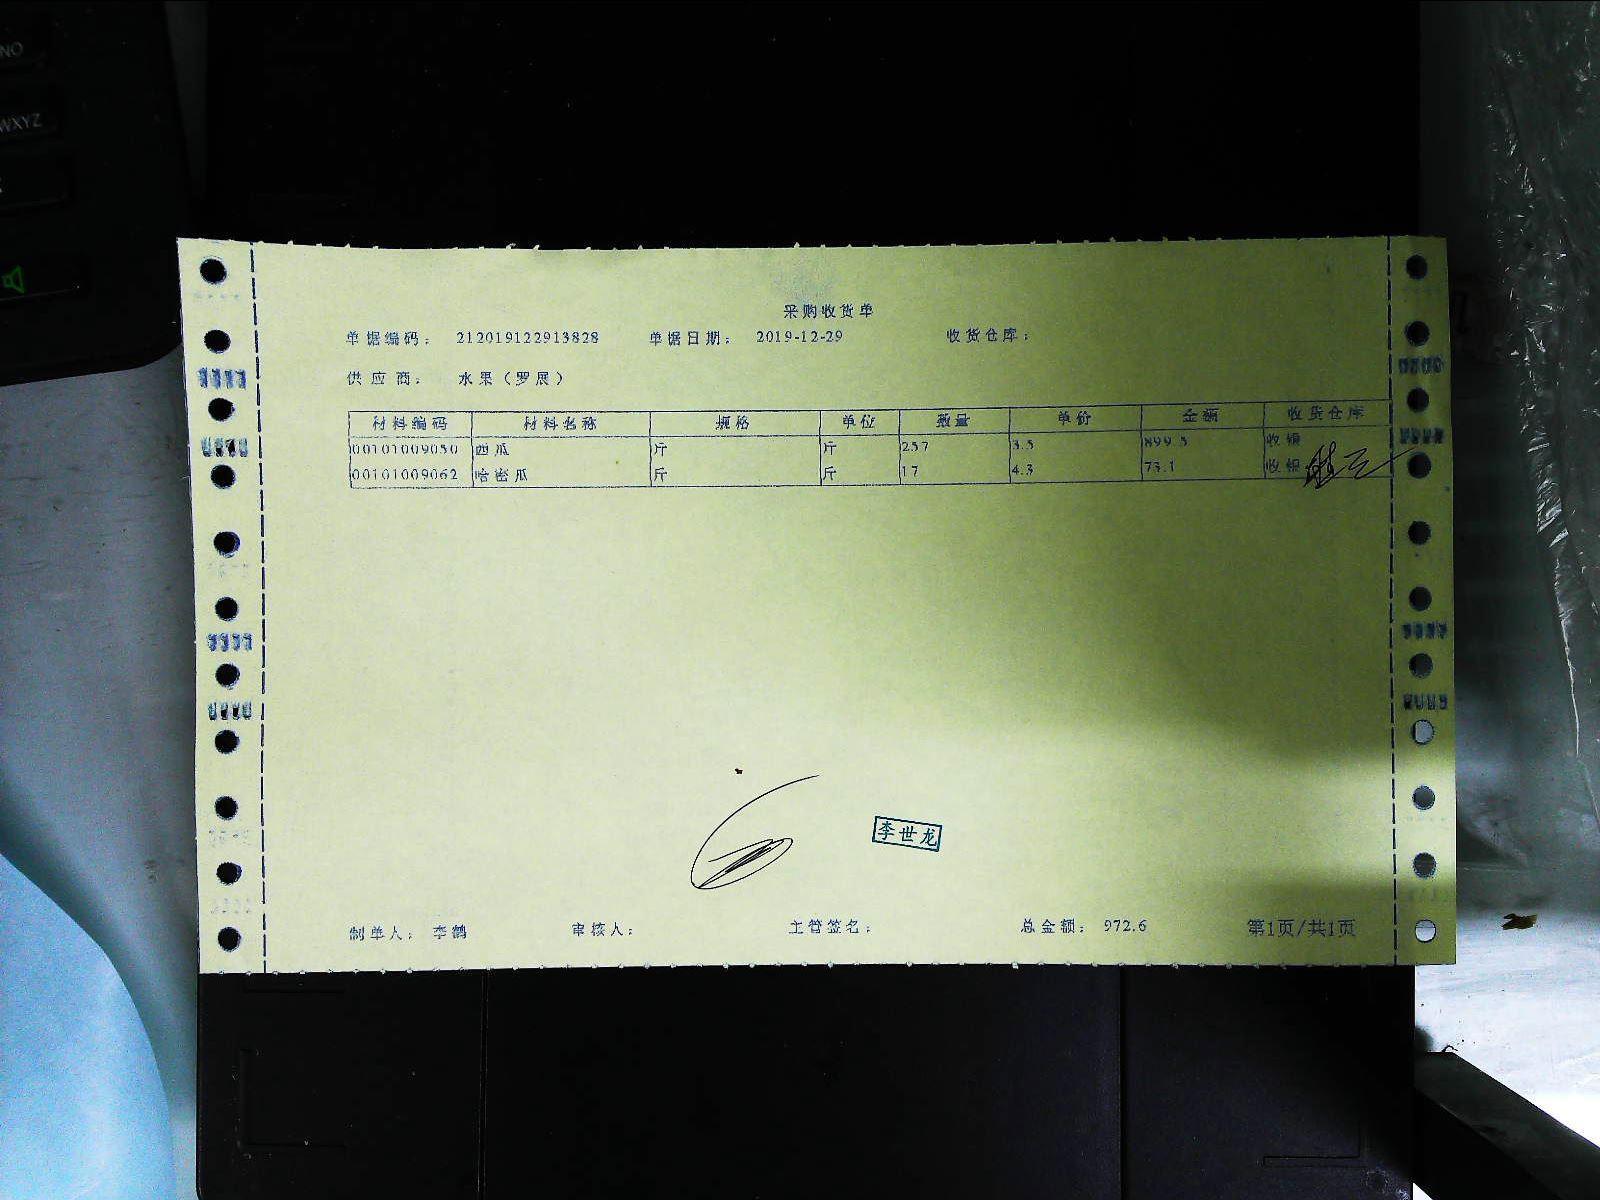 NO
WXYZ
采购收货单
单据编码： 212019122913828 单据日期： 2019-12-29 收货仓库：
供应商： 水果（罗展）
材料编码 材料名称 规格 单位 数量 单价 金额 收货仓库
00101009050 西瓜 斤 斤 257 3.5 899.5 收银
00101009062 哈密瓜 斤 斤 17 4.3 73.1 收银
李世龙
制单人： 李鹤 审核人： 主管签名： 总金额： 972.6 第1页/共1页